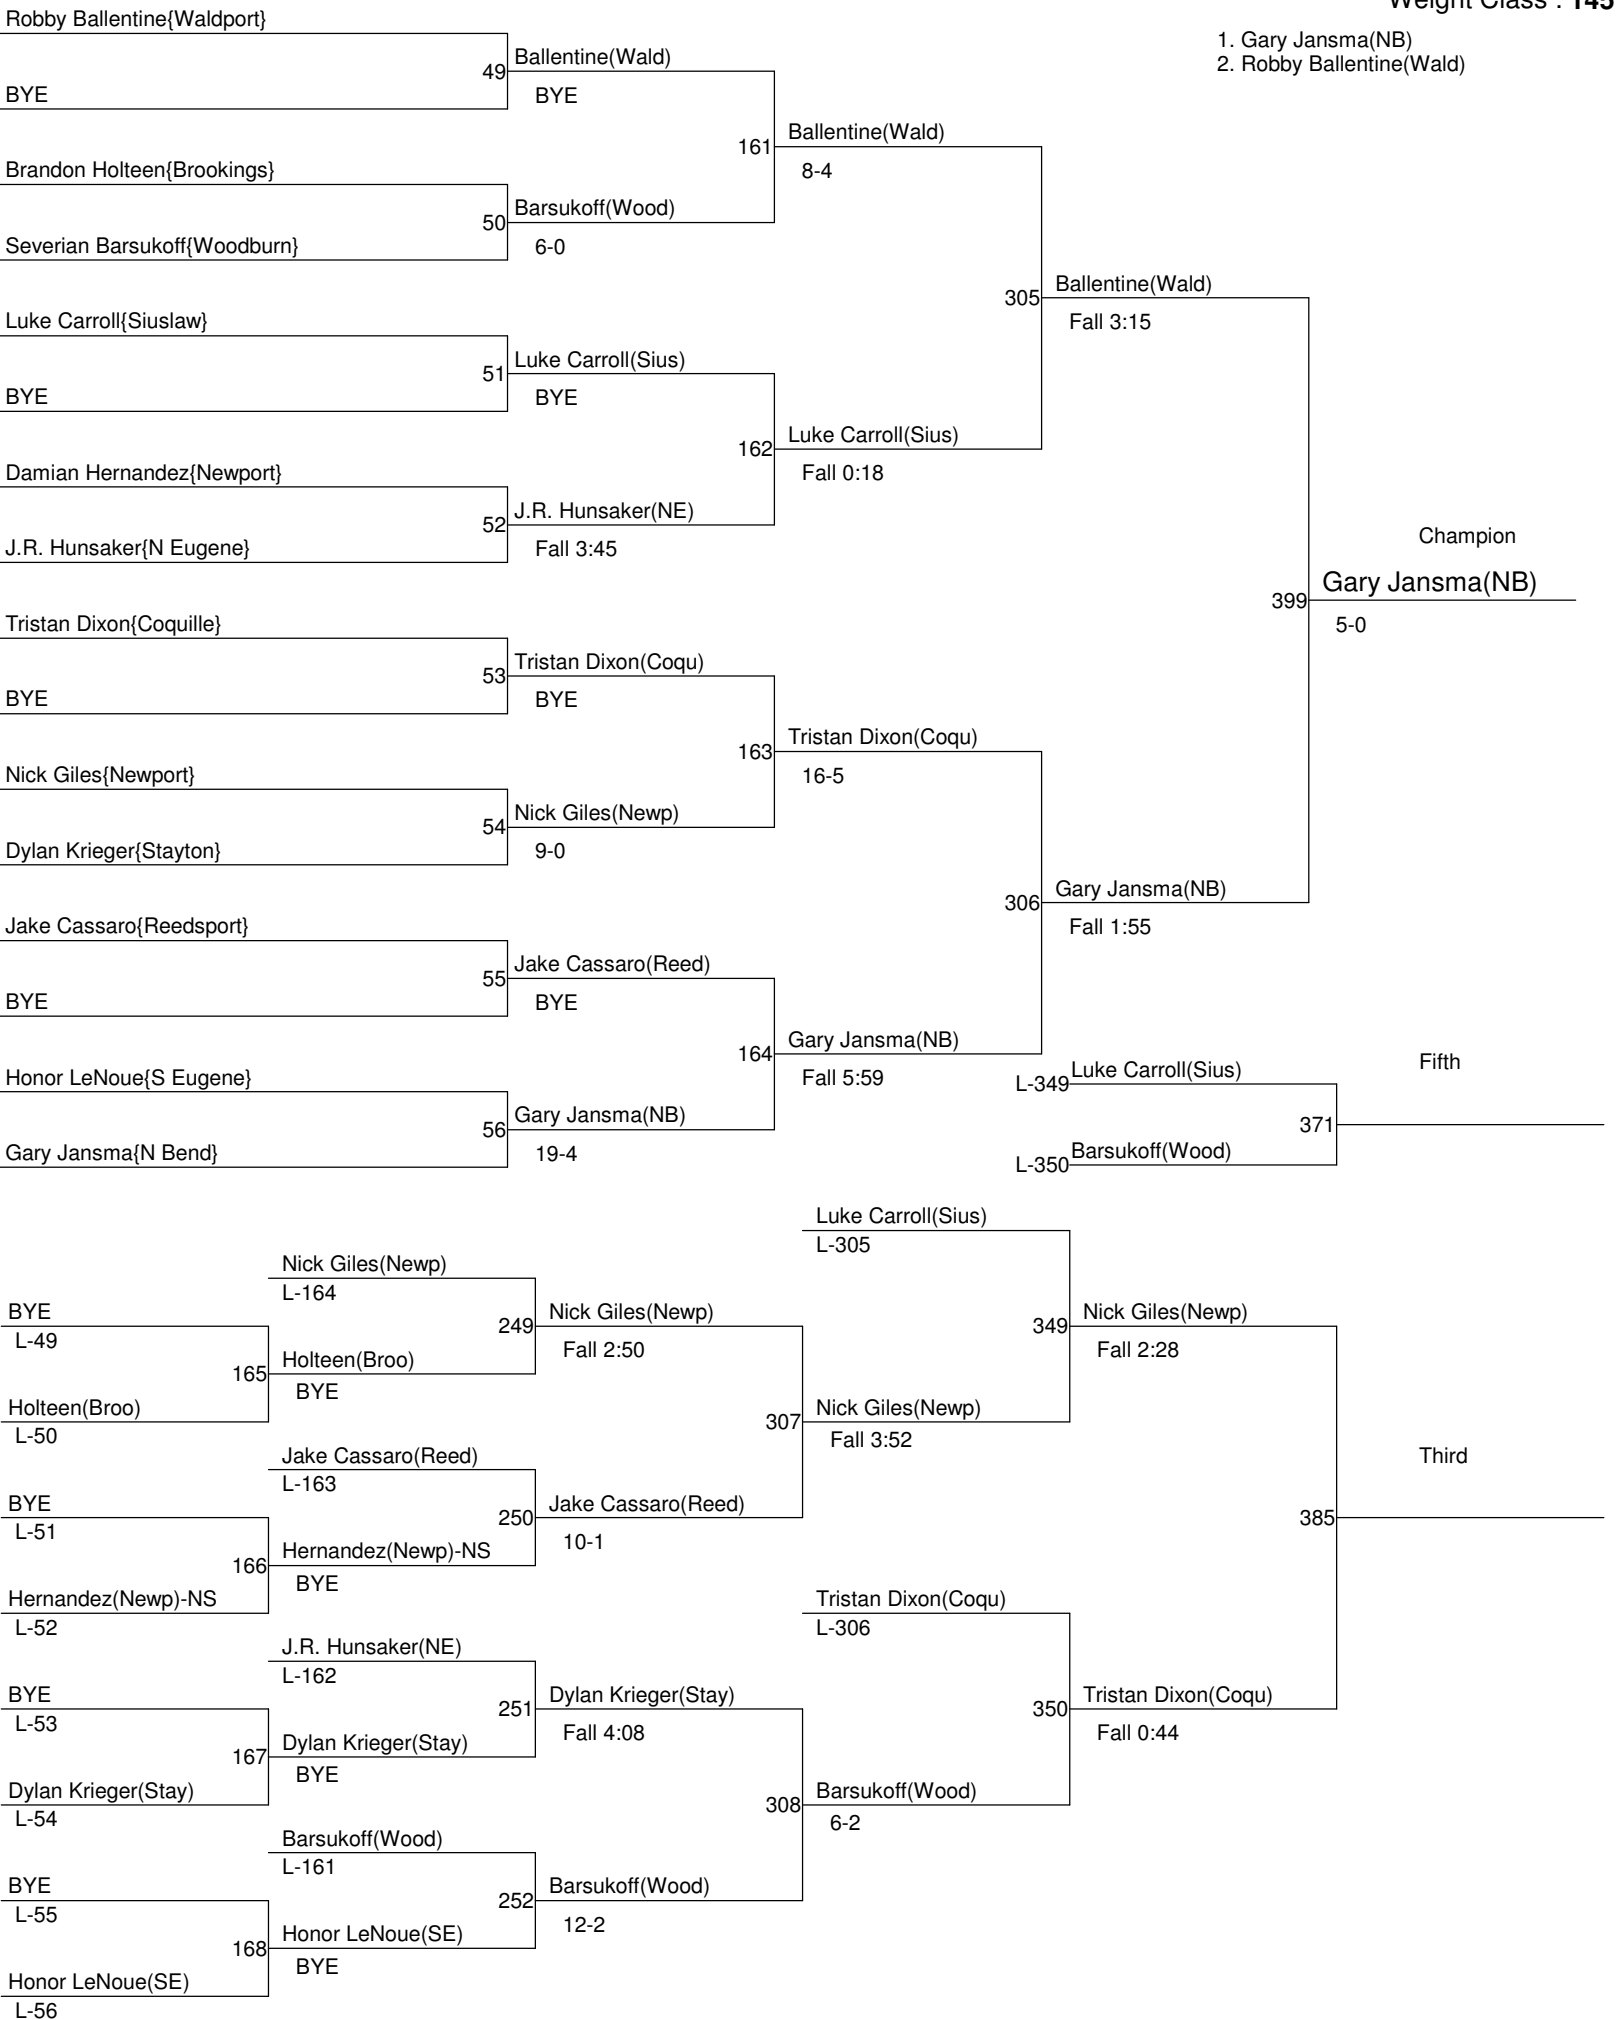 Weight Class : 145
1. Gary Jansma(NB)
2. Robby Ballentine(Wald)
Robby Ballentine{Waldport}
BYE
49
Ballentine(Wald)
BYE
Brandon Holteen{Brookings}
Severian Barsukoff{Woodburn}
50
Barsukoff(Wood)
6-0
161
Ballentine(Wald)
8-4
Luke Carroll{Siuslaw}
BYE
51
Luke Carroll(Sius)
BYE
Damian Hernandez{Newport}
J.R. Hunsaker{N Eugene}
52
J.R. Hunsaker(NE)
Fall 3:45
162
Luke Carroll(Sius)
Fall 0:18
305
Ballentine(Wald)
Fall 3:15
Tristan Dixon{Coquille}
BYE
53
Tristan Dixon(Coqu)
BYE
Nick Giles{Newport}
Dylan Krieger{Stayton}
54
Nick Giles(Newp)
9-0
163
Tristan Dixon(Coqu)
16-5
Jake Cassaro{Reedsport}
BYE
55
Jake Cassaro(Reed)
BYE
Honor LeNoue{S Eugene}
Gary Jansma{N Bend}
56
Gary Jansma(NB)
19-4
164
Gary Jansma(NB)
Fall 5:59
306
Gary Jansma(NB)
Fall 1:55
Champion
399
Gary Jansma(NB)
5-0
Fifth
L-349
Luke Carroll(Sius)
L-350
Barsukoff(Wood)
371
BYE
L-49
Holteen(Broo)
L-50
165
Nick Giles(Newp)
L-164
Holteen(Broo)
BYE
249
Nick Giles(Newp)
Fall 2:50
BYE
L-51
Hernandez(Newp)-NS
L-52
166
Jake Cassaro(Reed)
L-163
Hernandez(Newp)-NS
BYE
250
Jake Cassaro(Reed)
10-1
Luke Carroll(Sius)
L-305
307
Nick Giles(Newp)
Fall 3:52
349
Nick Giles(Newp)
Fall 2:28
BYE
L-53
Dylan Krieger(Stay)
L-54
167
J.R. Hunsaker(NE)
L-162
Dylan Krieger(Stay)
BYE
251
Dylan Krieger(Stay)
Fall 4:08
BYE
L-55
Honor LeNoue(SE)
L-56
168
Barsukoff(Wood)
L-161
Honor LeNoue(SE)
BYE
252
Barsukoff(Wood)
12-2
Tristan Dixon(Coqu)
L-306
308
Barsukoff(Wood)
6-2
350
Tristan Dixon(Coqu)
Fall 0:44
Third
385